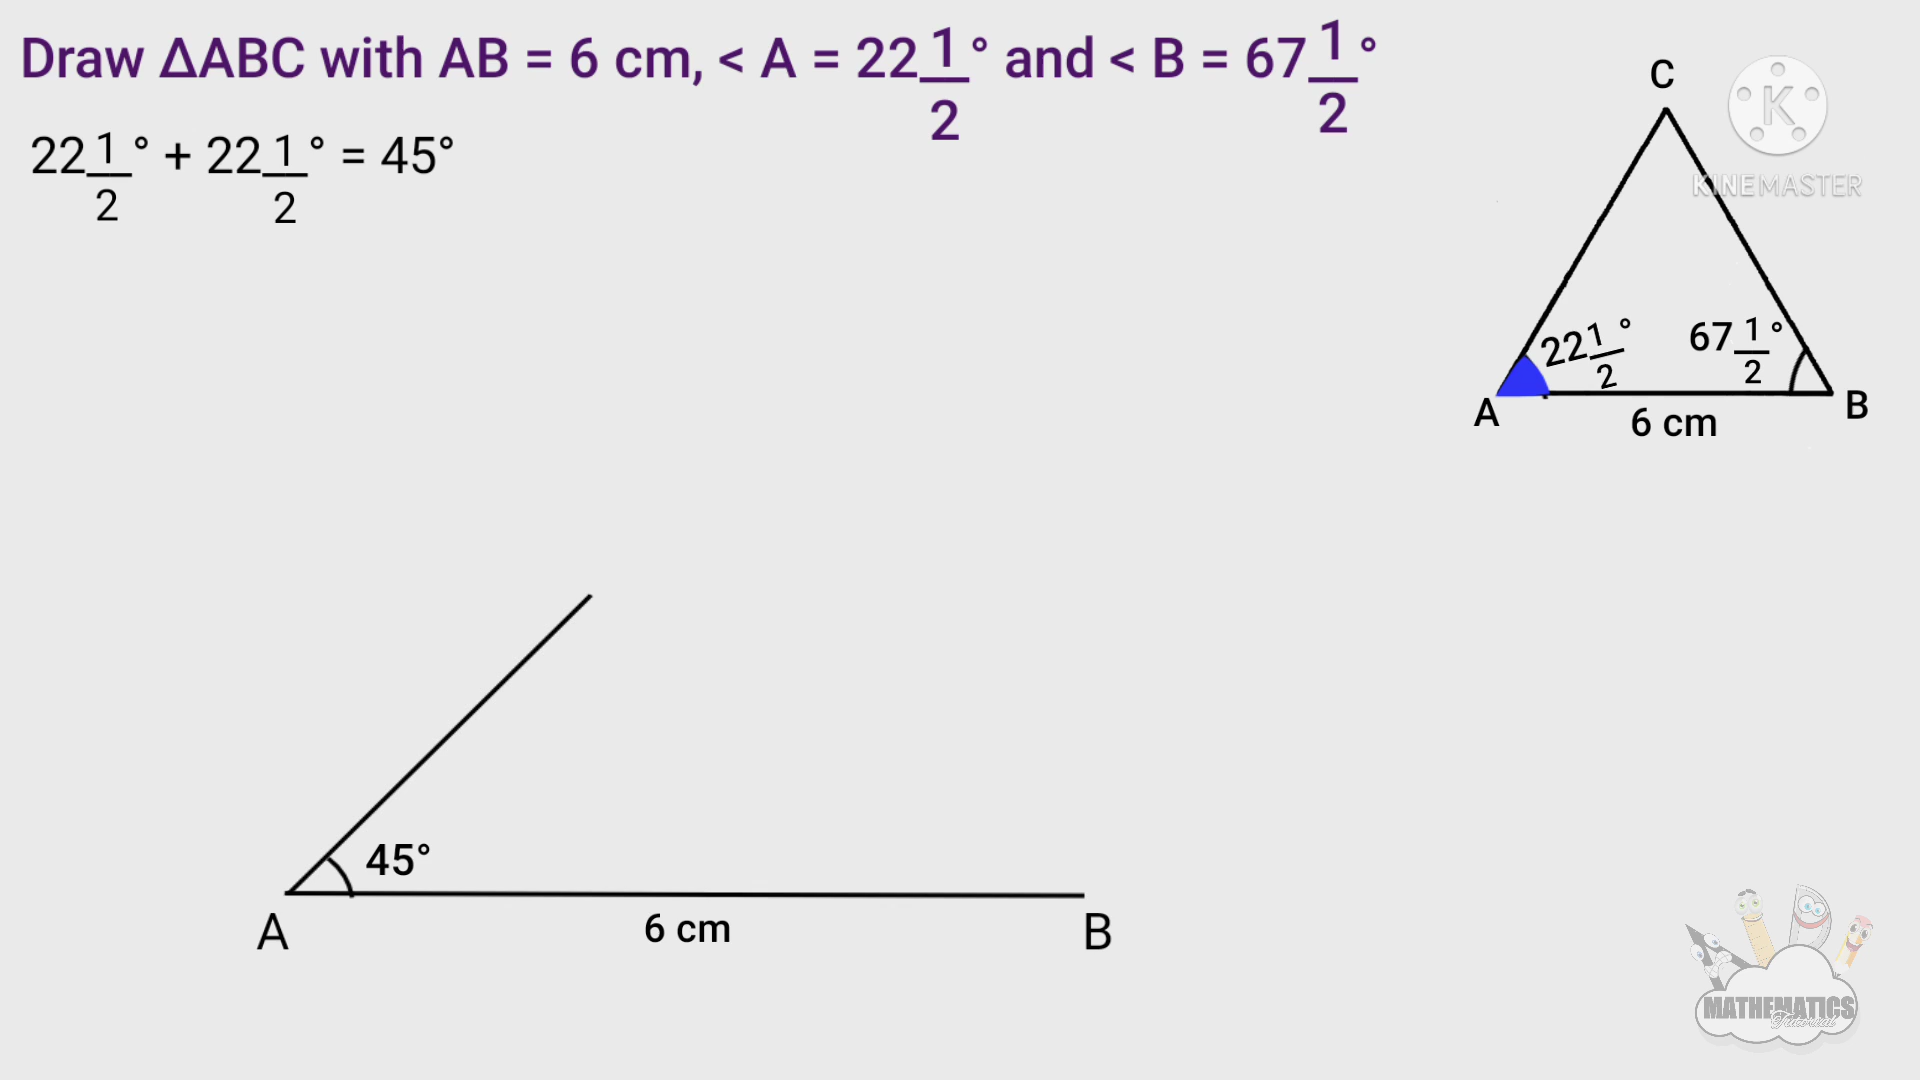 Draw ΔABC with AB = 6 cm, < A = 22 1/2° and < B = 67 1/2°
22 1/2° + 22 1/2° = 45°
C
K
KINEMASTER
22 1/2°
67 1/2°
A
B
6 cm
45°
A
6 cm
B
MATHEMATICS
Tutorial